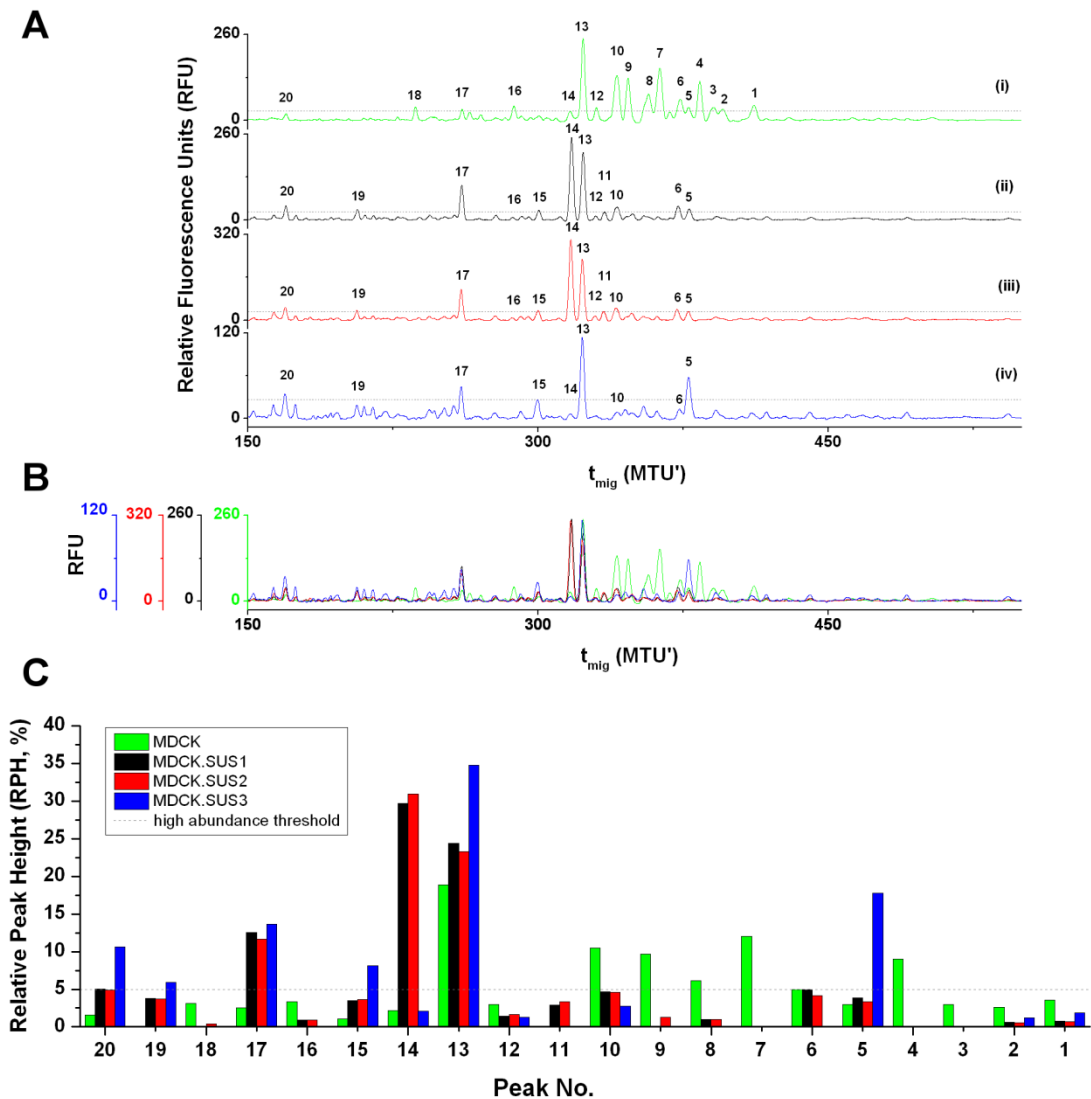 A
Relative Fluorescence Units (RFU)
260
0
20 18 17 16 14 13 12 10 9 8 7 6 5 4 3 2 1
(i)
260
0
20 19 17 16 15 14 13 12 11 10 6 5
(ii)
320
0
20 19 17 16 15 14 13 12 11 10 6 5
(iii)
120
0
20 19 17 15 14 13 10 6 5
(iv)
150 300 450
tmig (MTU')
B
RFU
120 320 260 260
0 0 0 0
150 300 450
tmig (MTU')
C
Relative Peak Height (RPH, %)
40
35
30
25
20
15
10
5
0
MDCK
MDCK.SUS1
MDCK.SUS2
MDCK.SUS3
high abundance threshold
20 19 18 17 16 15 14 13 12 11 10 9 8 7 6 5 4 3 2 1
Peak No.